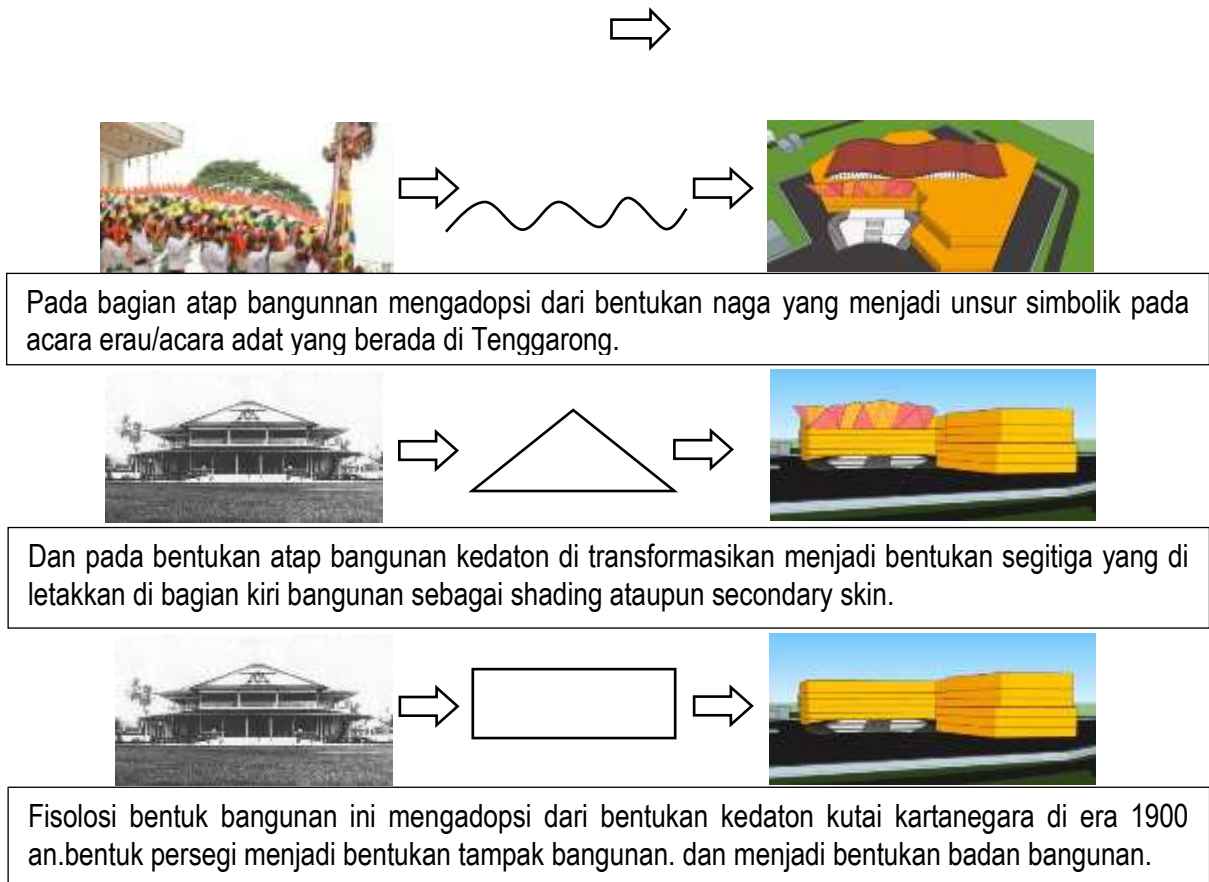 Pada bagian atap bangunnan mengadopsi dari bentukan naga yang menjadi unsur simbolik pada
acara erau/acara adat yang berada di Tenggarong.
Dan pada bentukan atap bangunan kedaton di transformasikan menjadi bentukan segitiga yang di
letakkan di bagian kiri bangunan sebagai shading ataupun secondary skin.
Fisolosi bentuk bangunan ini mengadopsi dari bentukan kedaton kutai kartanegara di era 1900
an.bentuk persegi menjadi bentukan tampak bangunan. dan menjadi bentukan badan bangunan.